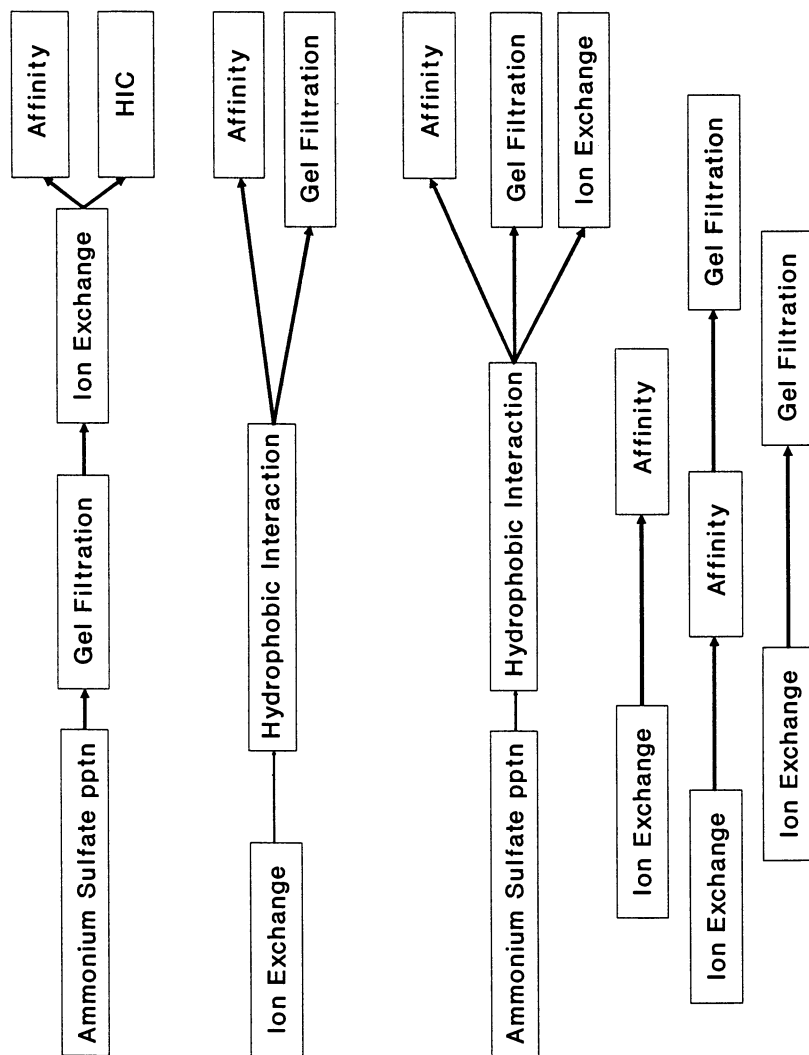 Ammonium Sulfate pptn
Gel Filtration
Ion Exchange
Affinity
HIC
Ion Exchange
Hydrophobic Interaction
Affinity
Gel Filtration
Ammonium Sulfate pptn
Hydrophobic Interaction
Affinity
Gel Filtration
Ion Exchange
Ion Exchange
Affinity
Ion Exchange
Affinity
Gel Filtration
Ion Exchange
Gel Filtration